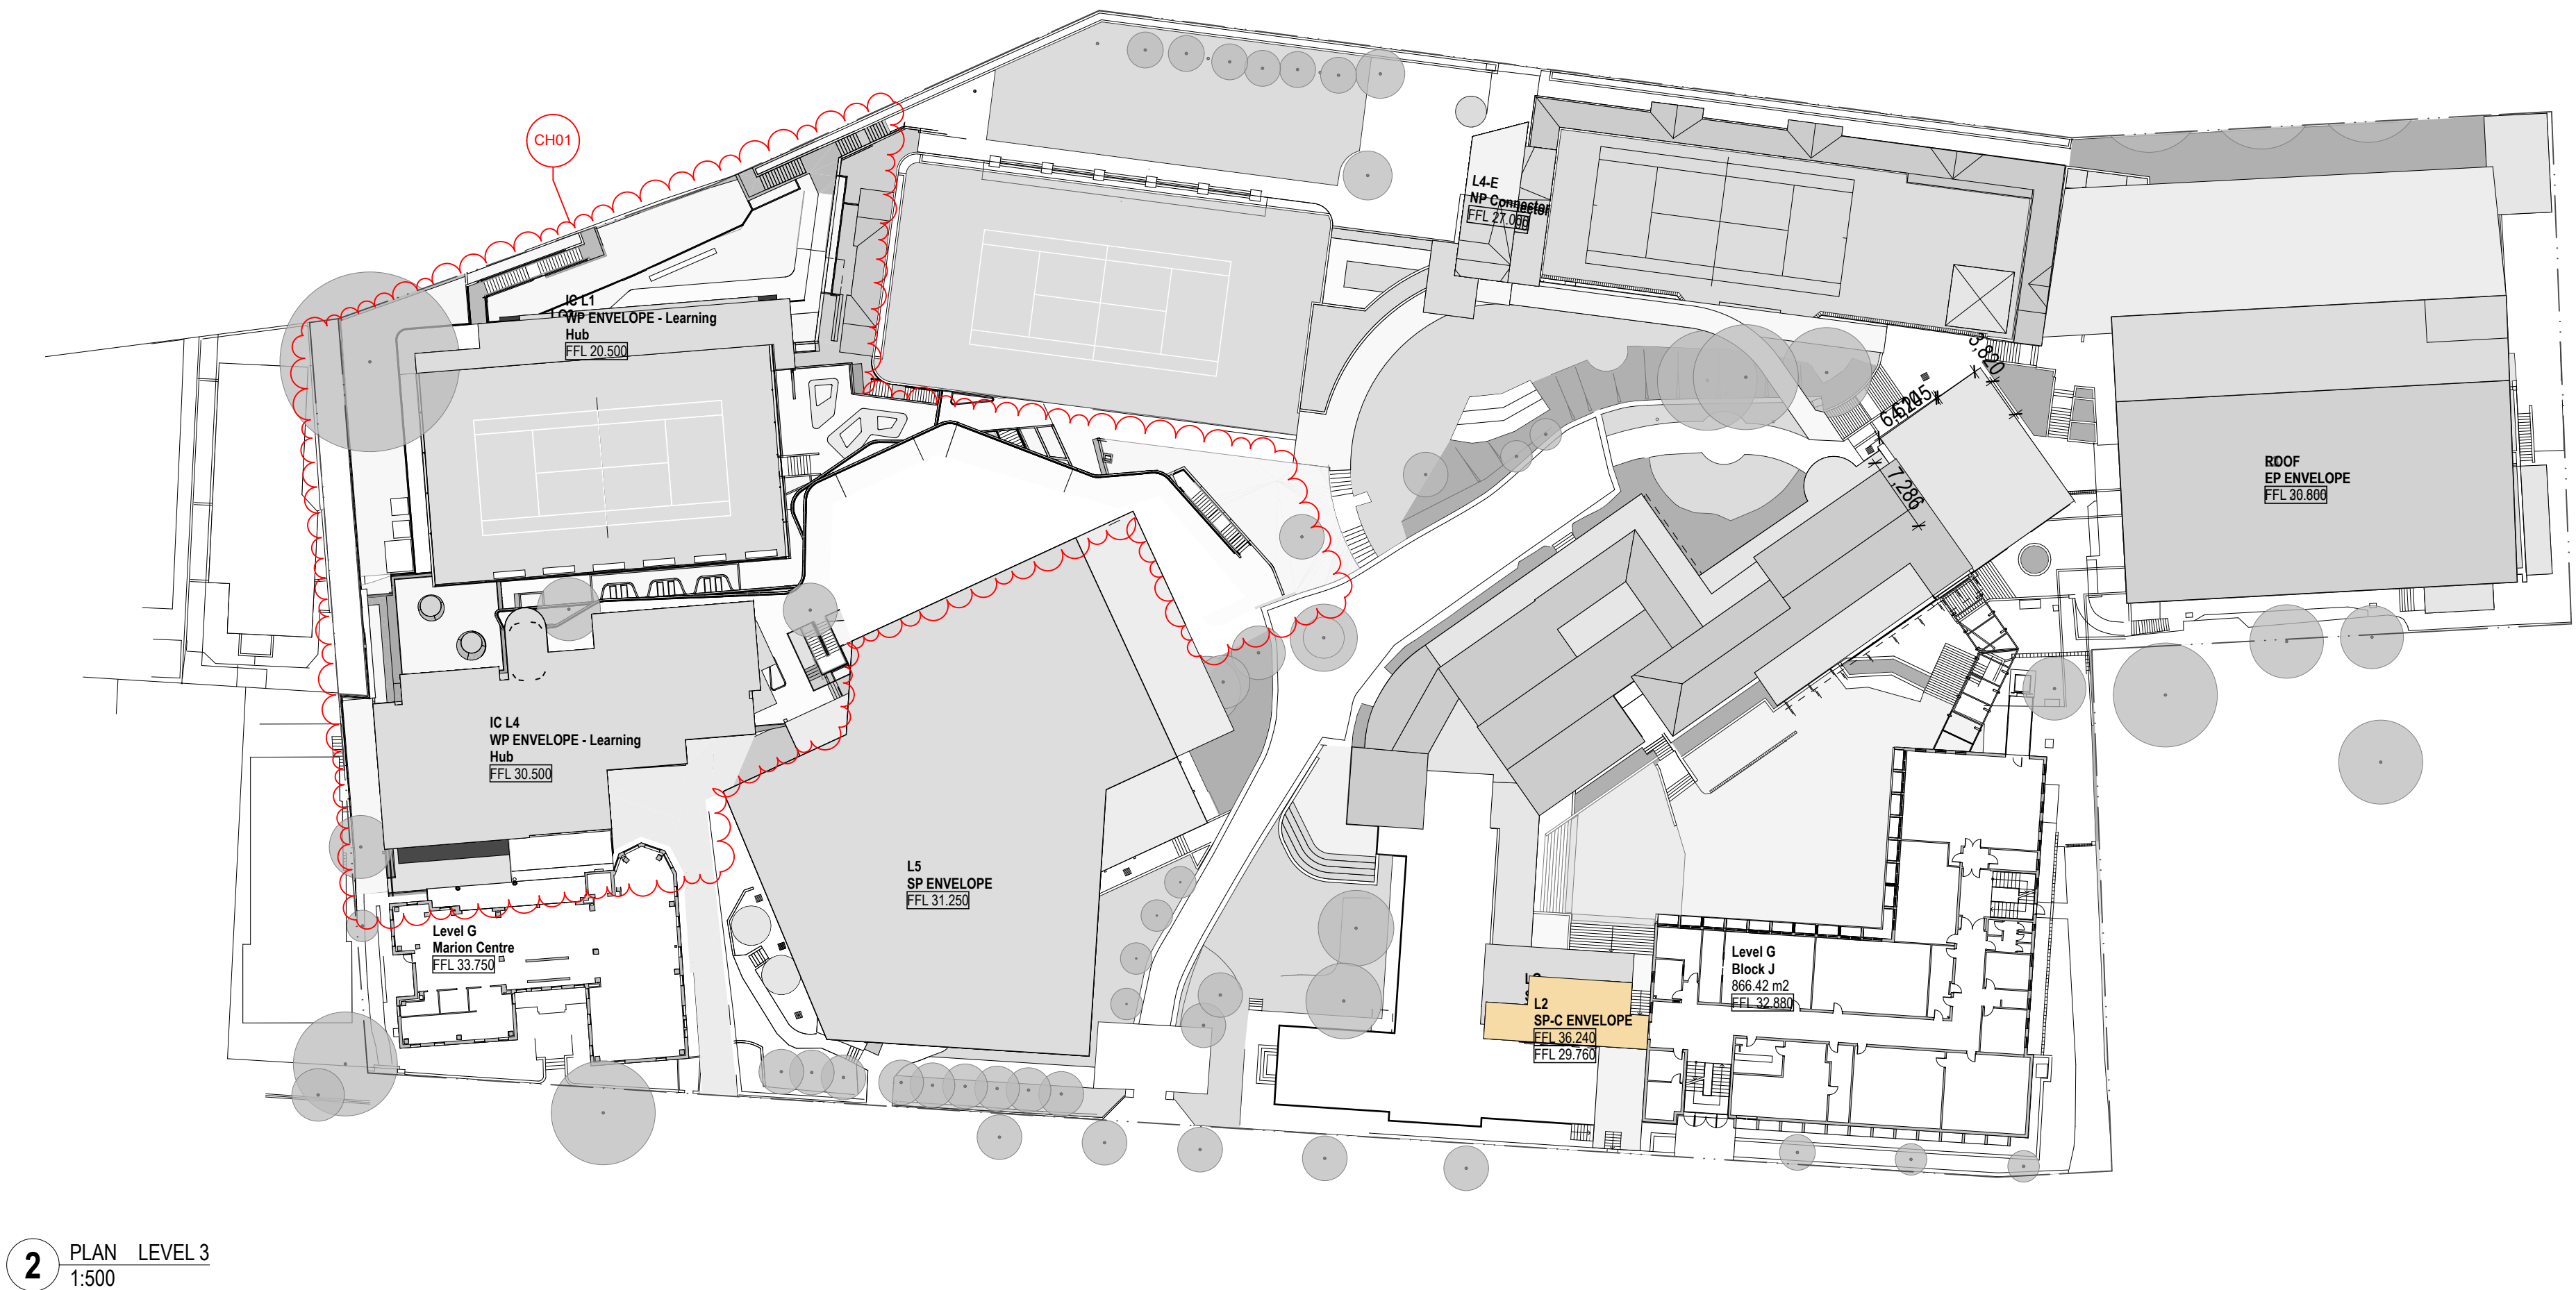 CH01
L4-E
NP Connector
FFL 27.000
IC L1
WP ENVELOPE - Learning
Hub
FFL 20.500
3,820
7,286
ROOF
EP ENVELOPE
FFL 30.800
IC L4
WP ENVELOPE - Learning
Hub
FFL 30.500
L5
SP ENVELOPE
FFL 31.250
Level G
Marion Centre
FFL 33.750
Level G
Block J
866.42 m2
FFL 32.880
L2
SP-C ENVELOPE
FFL 36.240
FFL 29.760
2
PLAN LEVEL 3
1:500